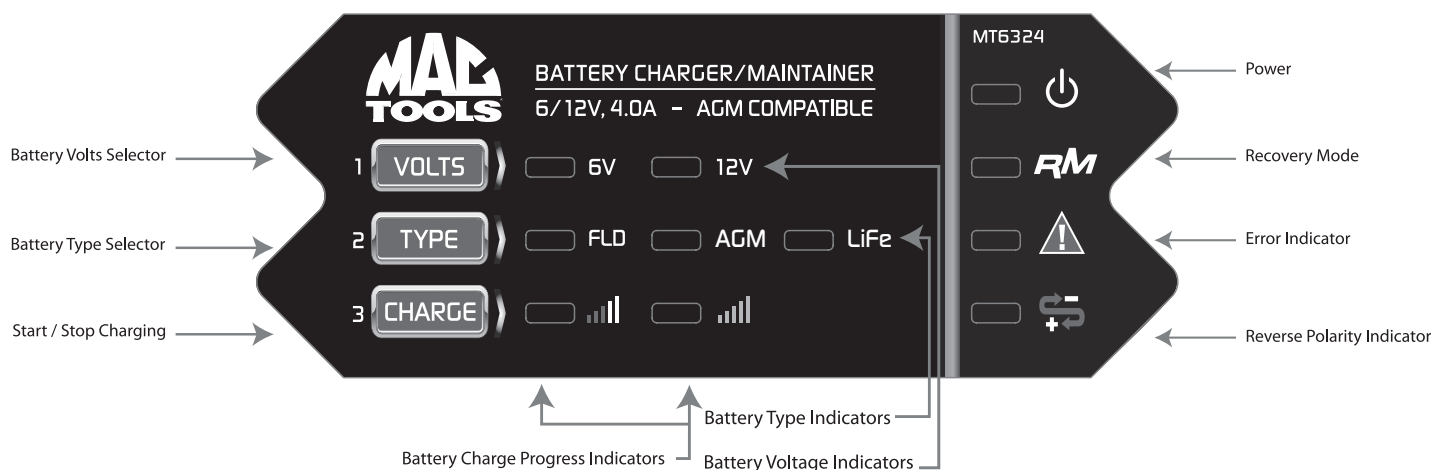 MT6324
MAC
TOOLS
BATTERY CHARGER/MAINTAINER
6/12V, 4.0A - AGM COMPATIBLE
Power
Battery Volts Selector
1 VOLTS 6V 12V
RM
Recovery Mode
Battery Type Selector
2 TYPE FLD AGM LiFe
Error Indicator
Start / Stop Charging
3 CHARGE
Reverse Polarity Indicator
Battery Type Indicators
Battery Charge Progress Indicators
Battery Voltage Indicators